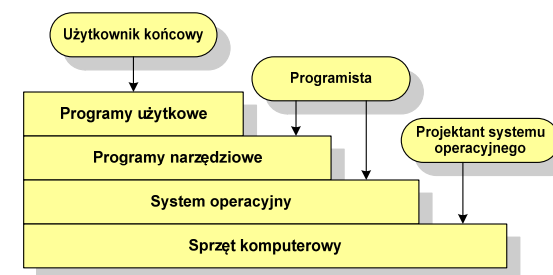 Użytkownik końcowy
Programista
Programy użytkowe
Projektant systemu
operacyjnego
Programy narzędziowe
System operacyjny
Sprzęt komputerowy